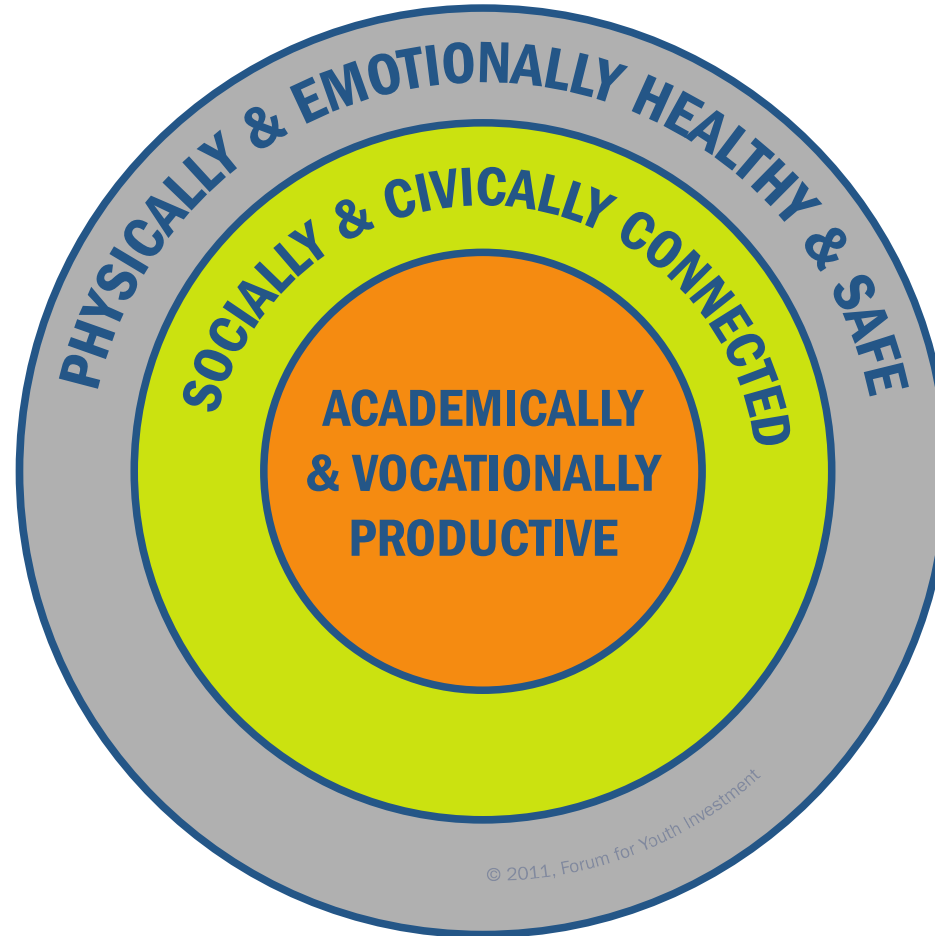 PHYSICALLY & EMOTIONALLY HEALTHY & SAFE
SOCIALLY & CIVICALLY CONNECTED
ACADEMICALLY
& VOCATIONALLY
PRODUCTIVE
© 2011, Forum for Youth Investment